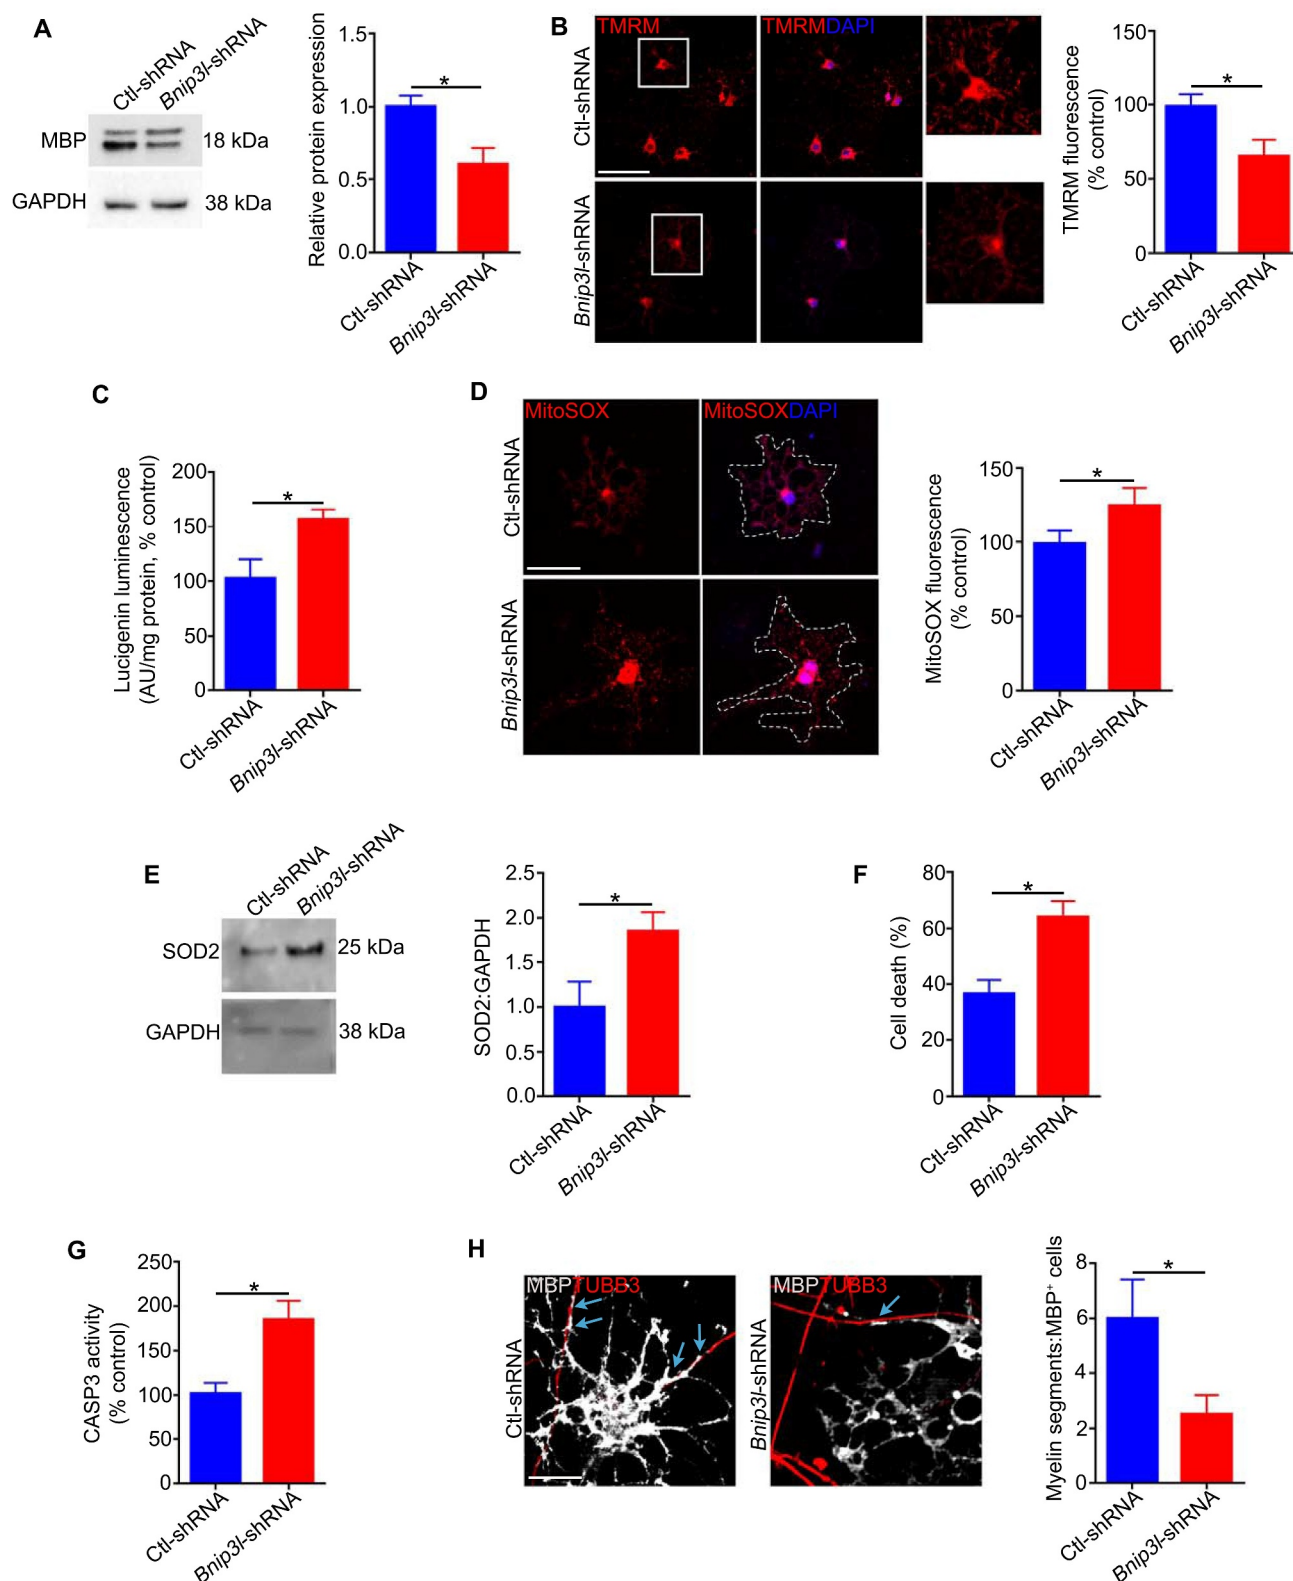 A
Ctl-shRNA
Bnip3l-shRNA
MBP
18 kDa
GAPDH
38 kDa
Relative protein expression
1.5
1.0
0.5
0.0
*
Ctl-shRNA
Bnip3l-shRNA
B
TMRM
TMRMDAPI
Ctl-shRNA
Bnip3l-shRNA
TMRM fluorescence
(% control)
150
100
50
0
*
Ctl-shRNA
Bnip3l-shRNA
C
Lucigenin luminescence
(AU/mg protein, % control)
200
150
100
50
0
*
Ctl-shRNA
Bnip3l-shRNA
D
MitoSOX
MitoSOXDAPI
Ctl-shRNA
Bnip3l-shRNA
MitoSOX fluorescence
(% control)
150
100
50
0
*
Ctl-shRNA
Bnip3l-shRNA
E
Ctl-shRNA
Bnip3l-shRNA
SOD2
25 kDa
GAPDH
38 kDa
SOD2:GAPDH
2.5
2.0
1.5
1.0
0.5
0.0
*
Ctl-shRNA
Bnip3l-shRNA
F
Cell death (%)
80
60
40
20
0
*
Ctl-shRNA
Bnip3l-shRNA
G
CASP3 activity
(% control)
250
200
150
100
50
0
*
Ctl-shRNA
Bnip3l-shRNA
H
MBPTUBB3
Ctl-shRNA
MBPTUBB3
Bnip3l-shRNA
Myelin segments:MBP⁺ cells
8
6
4
2
0
*
Ctl-shRNA
Bnip3l-shRNA